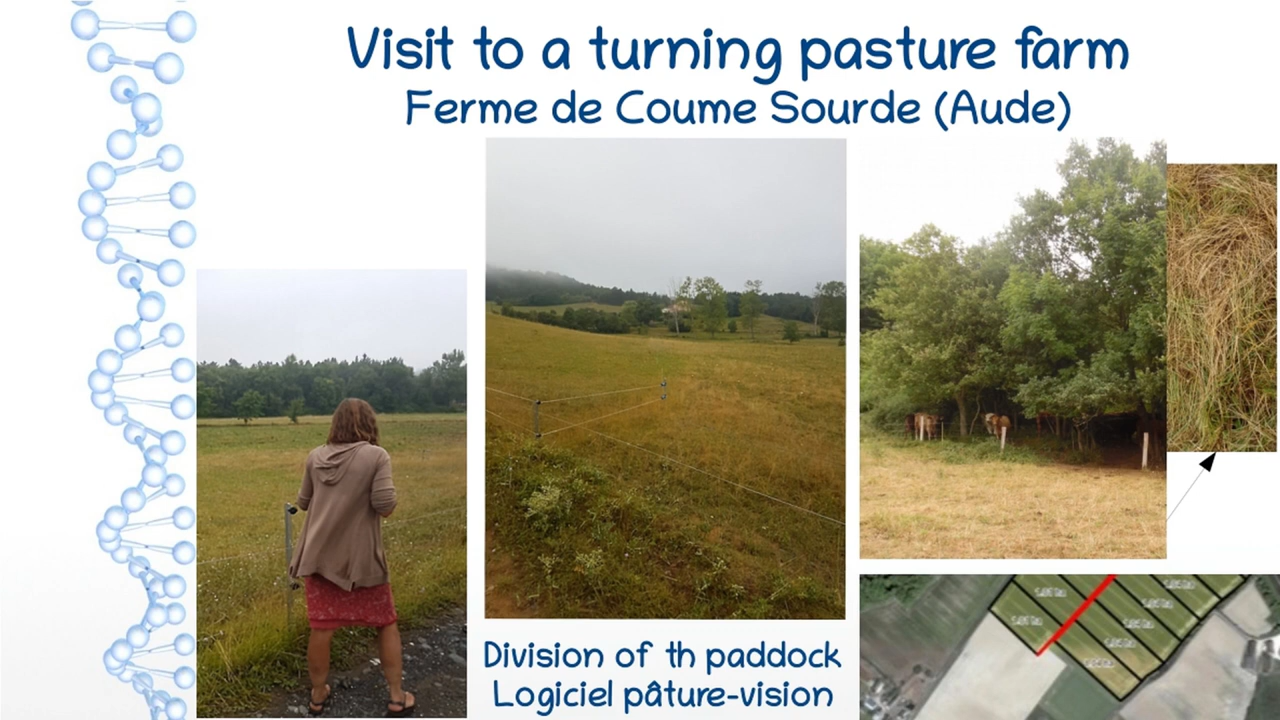 Visit to a turning pasture farm
Ferme de Coume Sourde (Aude)
Division of th paddock
Logiciel pâture-vision